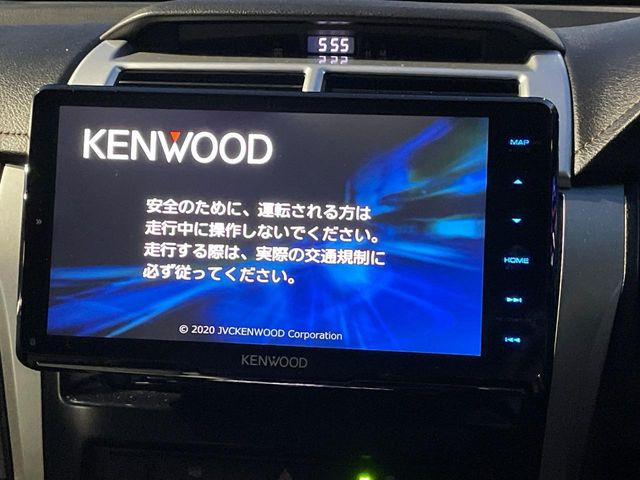 5:55
KENWOOD
安全のために、運転される方は
走行中に操作しないでください。
走行する際は、実際の交通規制に
必ず従ってください。
© 2020 JVCKENWOOD Corporation
MAP
HOME
KENWOOD